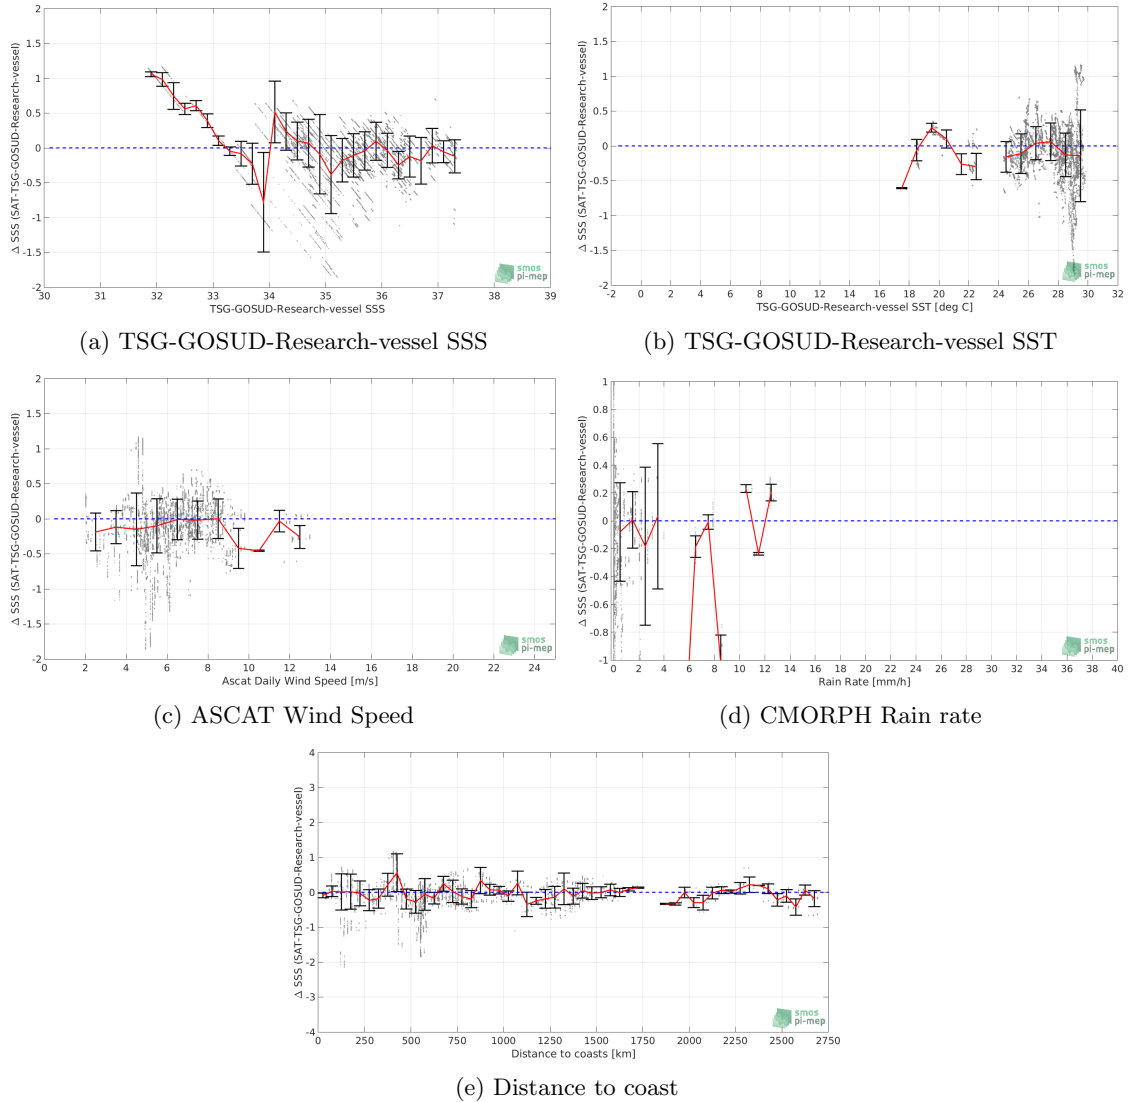 Δ SSS (SAT-TSG-GOSUD-Research-vessel)
2
1.5
1
0.5
0
-0.5
-1
-1.5
-2
30 31 32 33 34 35 36 37 38 39
TSG-GOSUD-Research-vessel SSS
smos
pi-mep
(a) TSG-GOSUD-Research-vessel SSS
Δ SSS (SAT-TSG-GOSUD-Research-vessel)
2
1.5
1
0.5
0
-0.5
-1
-1.5
-2
-2 0 2 4 6 8 10 12 14 16 18 20 22 24 26 28 30 32
TSG-GOSUD-Research-vessel SST [deg C]
smos
pi-mep
(b) TSG-GOSUD-Research-vessel SST
Δ SSS (SAT-TSG-GOSUD-Research-vessel)
2
1.5
1
0.5
0
-0.5
-1
-1.5
-2
0 2 4 6 8 10 12 14 16 18 20 22 24
Ascat Daily Wind Speed [m/s]
smos
pi-mep
(c) ASCAT Wind Speed
Δ SSS (SAT-TSG-GOSUD-Research-vessel)
1
0.8
0.6
0.4
0.2
0
-0.2
-0.4
-0.6
-0.8
-1
0 2 4 6 8 10 12 14 16 18 20 22 24 26 28 30 32 34 36 38 40
Rain Rate [mm/h]
smos
pi-mep
(d) CMORPH Rain rate
Δ SSS (SAT-TSG-GOSUD-Research-vessel)
4
3
2
1
0
-1
-2
-3
-4
0 250 500 750 1000 1250 1500 1750 2000 2250 2500 2750
Distance to coasts [km]
smos
pi-mep
(e) Distance to coast